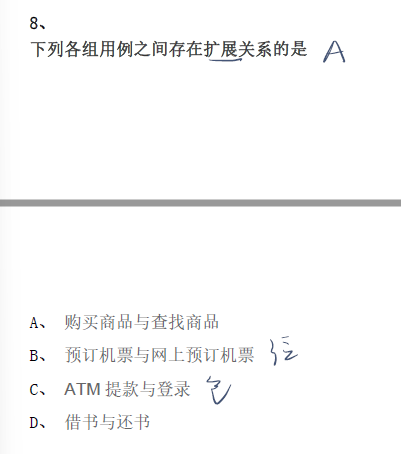 8、
下列各组用例之间存在扩展关系的是 A
A、 购买商品与查找商品
B、 预订机票与网上预订机票
C、 ATM 提款与登录 包
D、 借书与还书